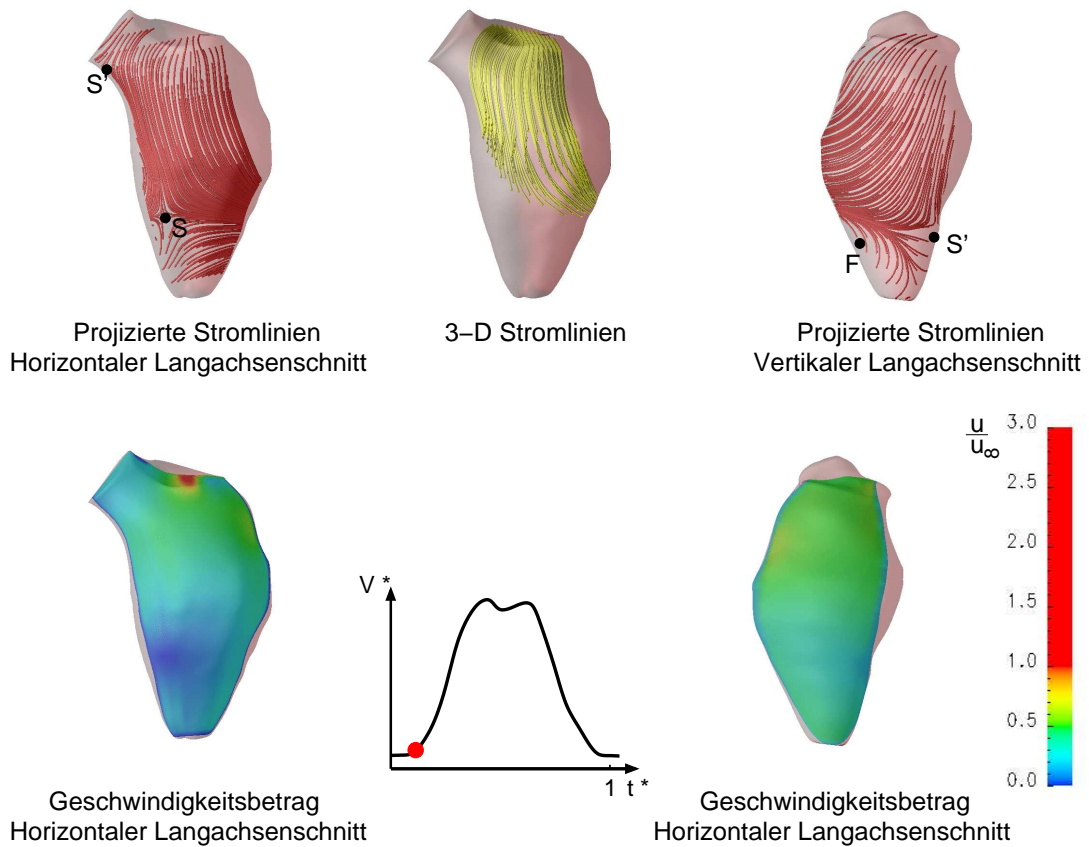 S'
S
F
S'
Projizierte Stromlinien
Horizontaler Langachsenschnitt
3–D Stromlinien
Projizierte Stromlinien
Vertikaler Langachsenschnitt
u
u∞
3.0
2.5
2.0
1.5
1.0
0.5
0.0
V *
1 t *
Geschwindigkeitsbetrag
Horizontaler Langachsenschnitt
Geschwindigkeitsbetrag
Horizontaler Langachsenschnitt